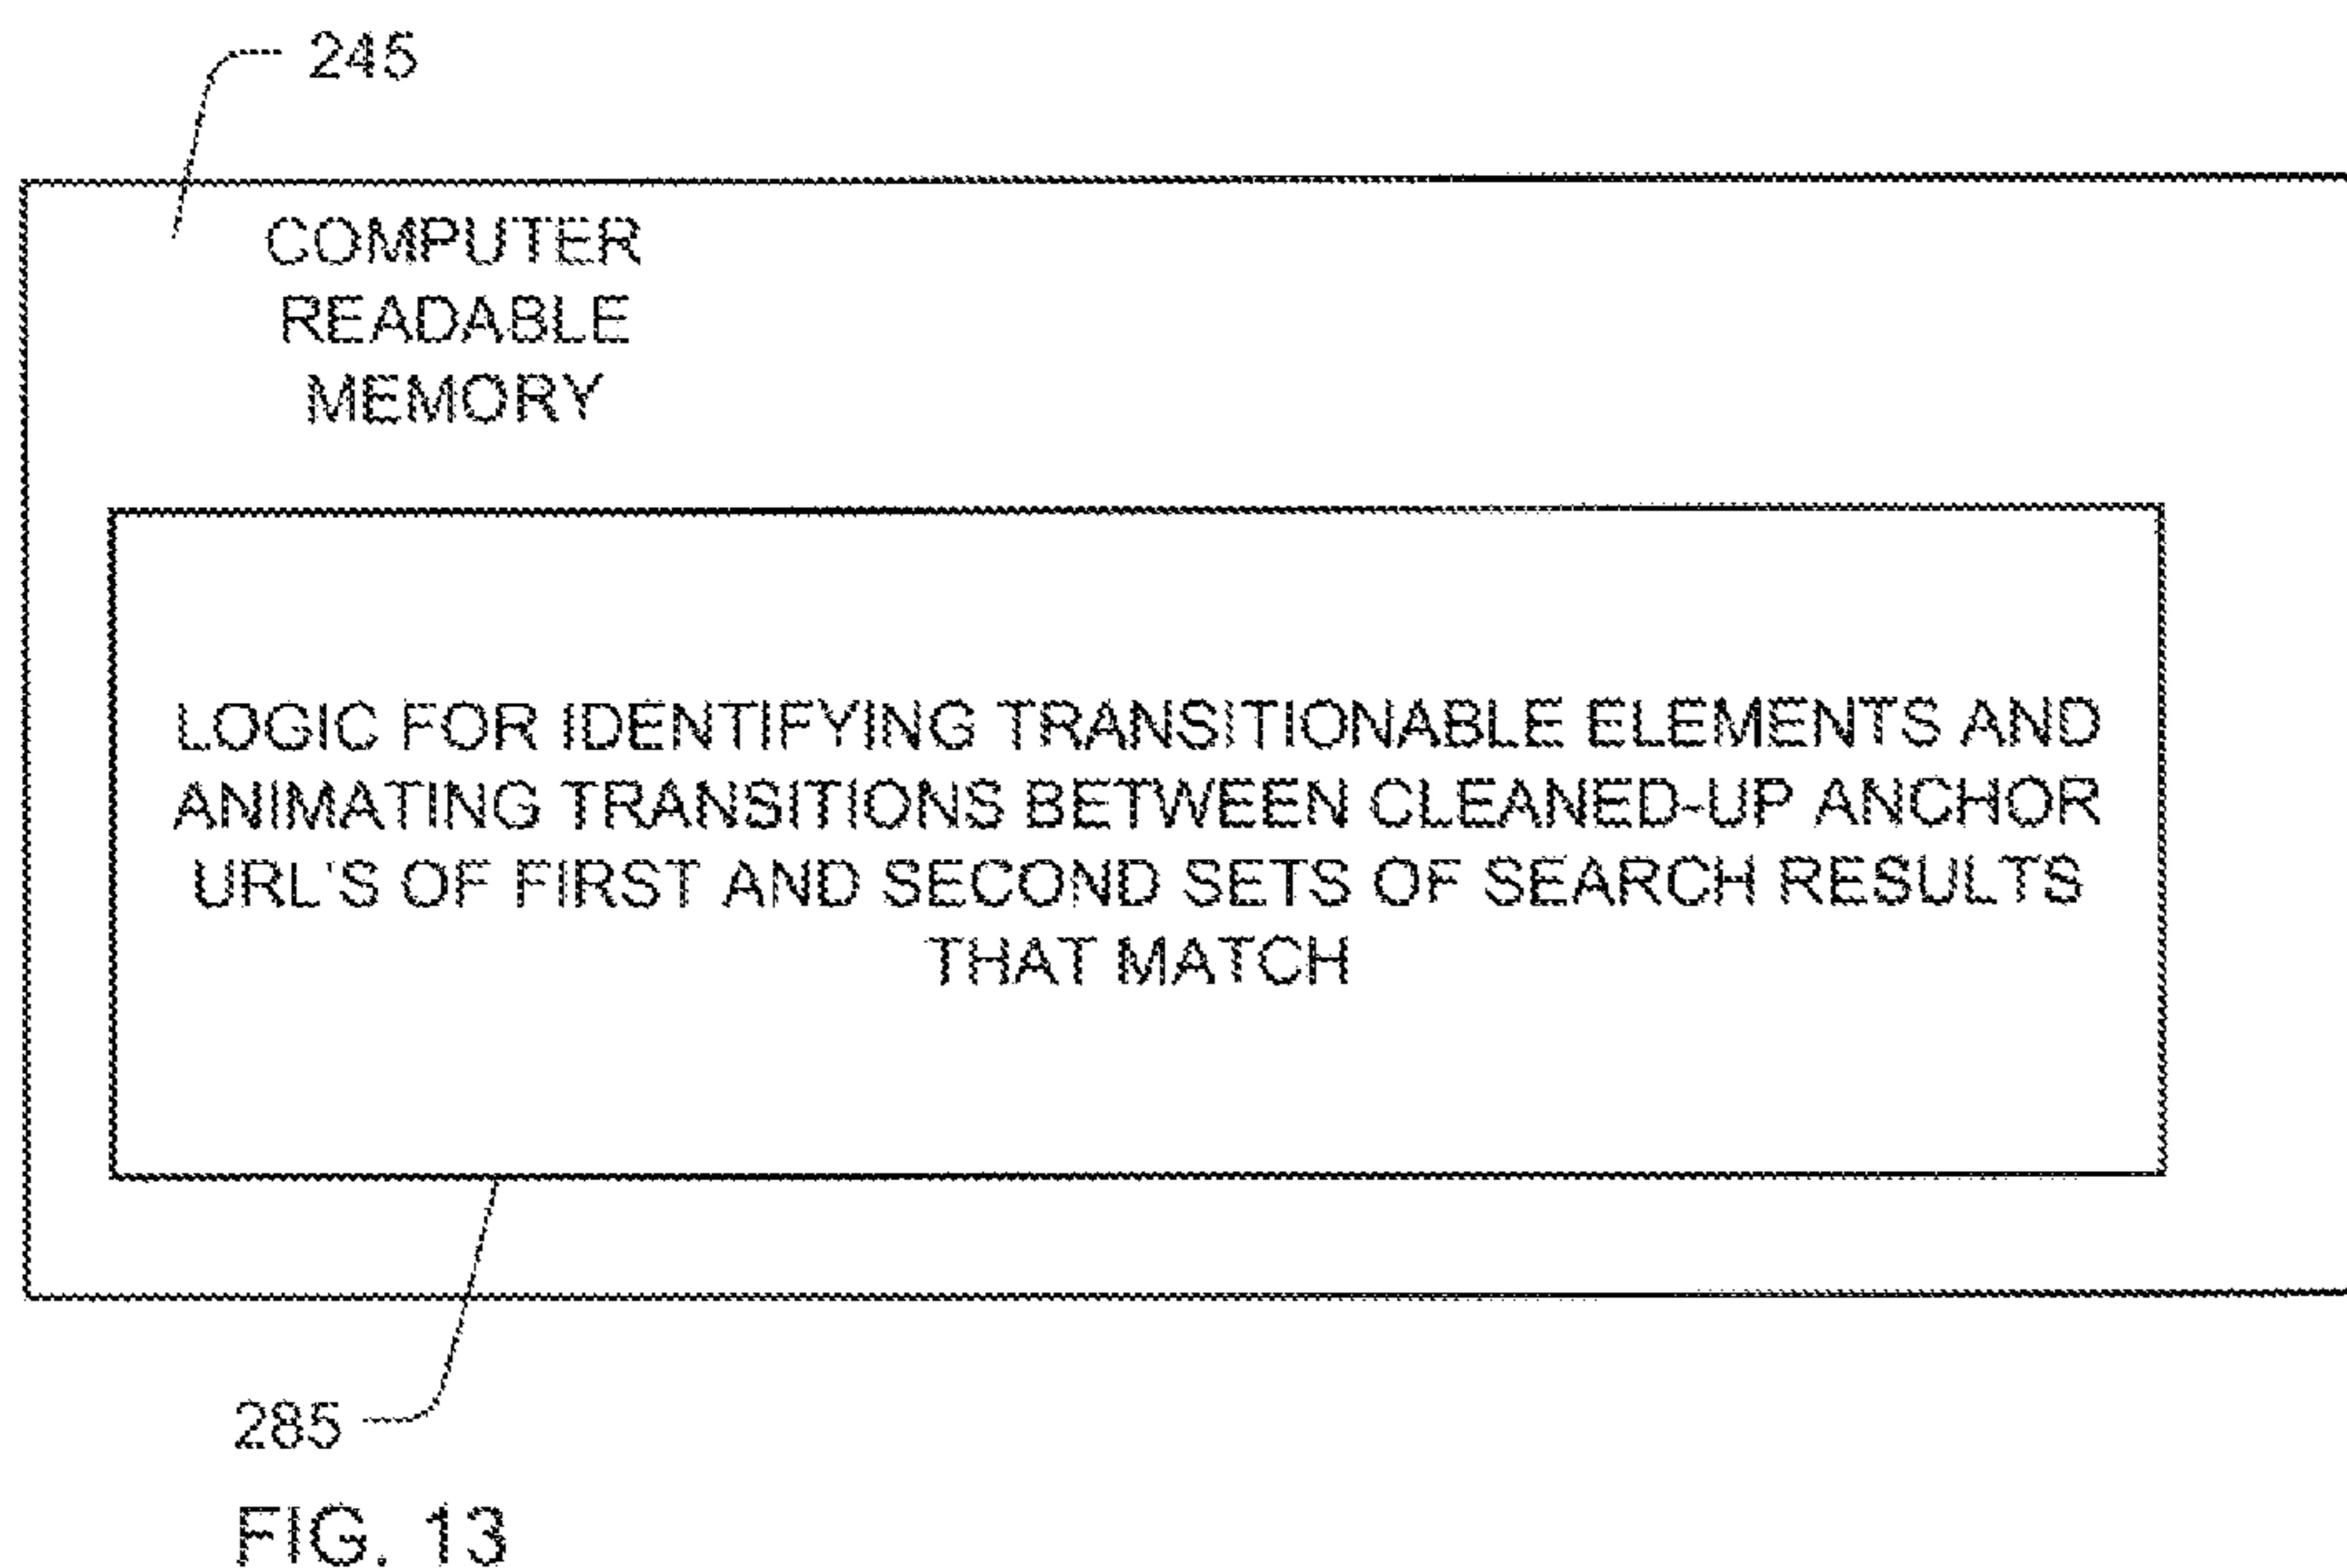 245
COMPUTER
READABLE
MEMORY
LOGIC FOR IDENTIFYING TRANSITIONABLE ELEMENTS AND
ANIMATING TRANSITIONS BETWEEN CLEANED-UP ANCHOR
URL'S OF FIRST AND SECOND SETS OF SEARCH RESULTS
THAT MATCH
285
FIG. 13